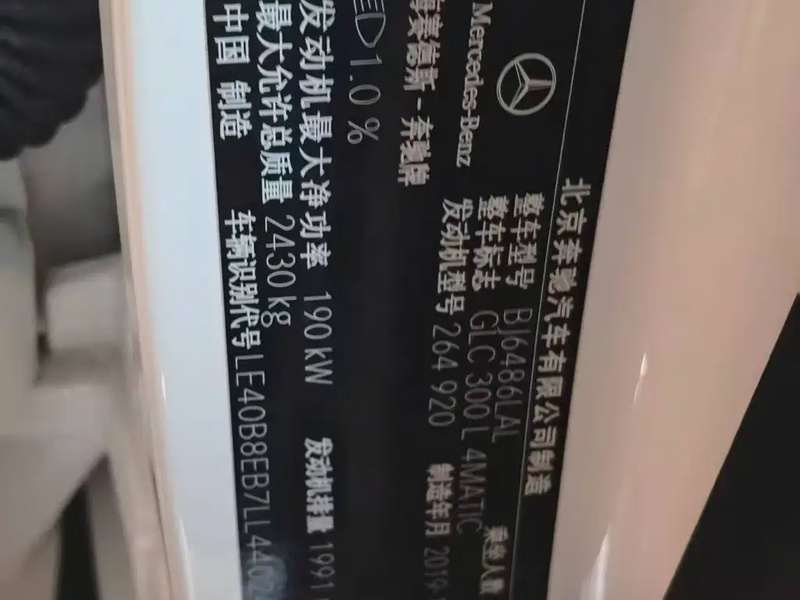 北京奔驰汽车有限公司制造
Mercedes-Benz
梅赛德斯-奔驰牌
整车型号 BJ6486LAL
整车标志 GLC 300 L 4MATIC 乘坐人数
发动机型号 264 920 制造年月 2019
1.0 %
发动机最大净功率 190 kW 发动机排量 1991
最大允许总质量 2430 kg
中国 制造 车辆识别代号 LE40B8EB7LL440